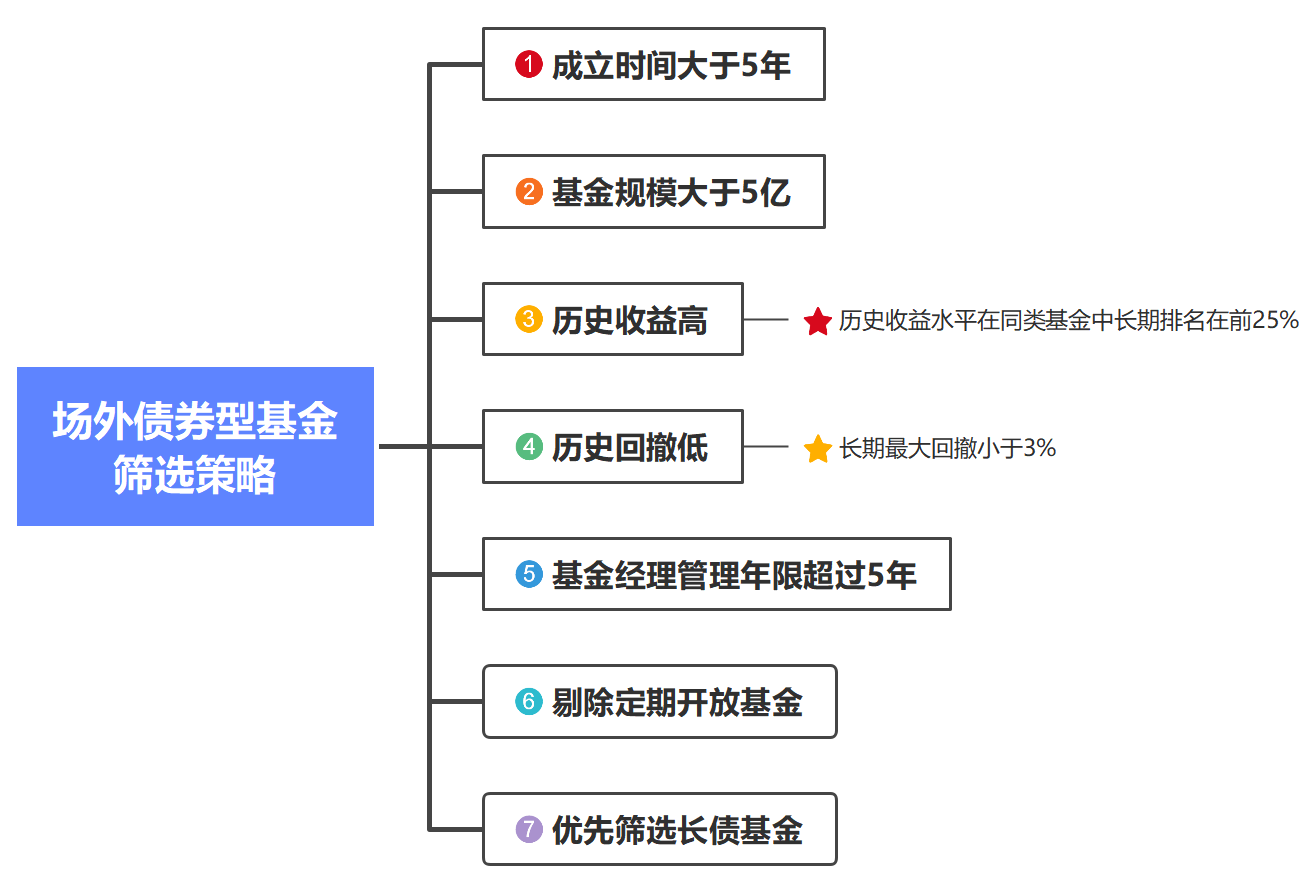 ① 成立时间大于5年
② 基金规模大于5亿
③ 历史收益高
历史收益水平在同类基金中长期排名在前25%
场外债券型基金
筛选策略
④ 历史回撤低
长期最大回撤小于3%
⑤ 基金经理管理年限超过5年
⑥ 剔除定期开放基金
⑦ 优先筛选长债基金